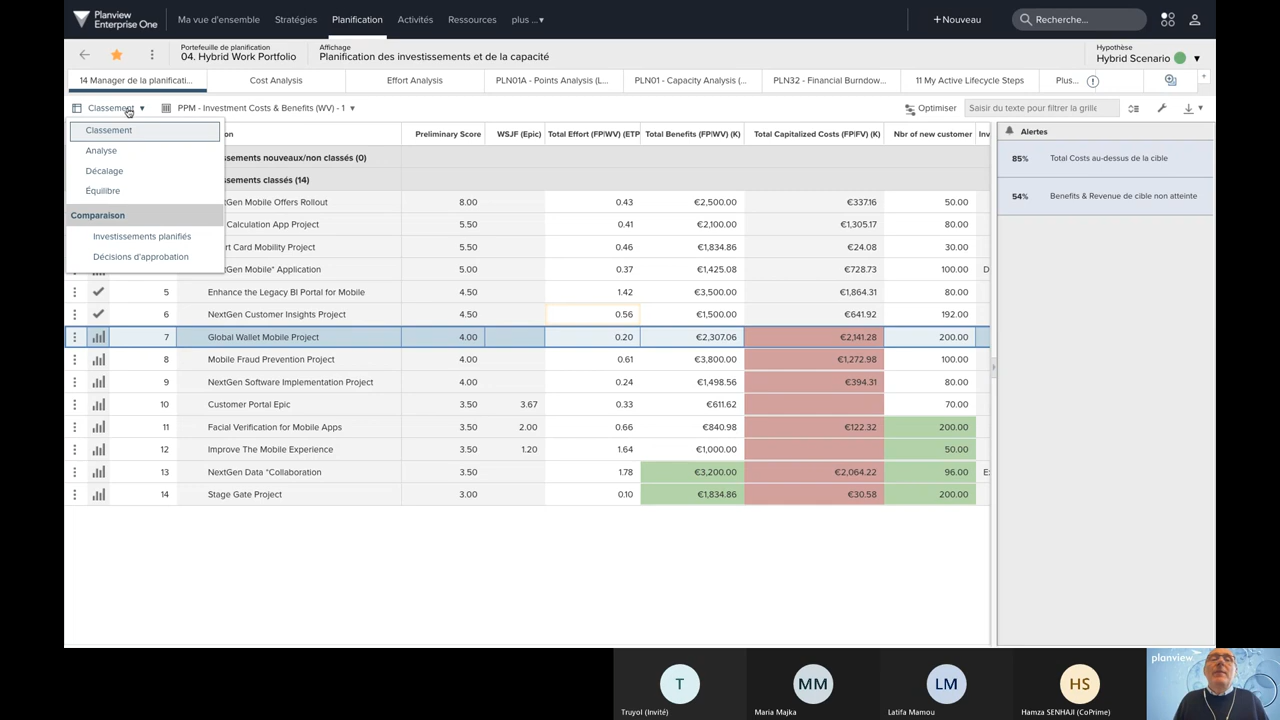 Planview Enterprise One
Ma vue d'ensemble Stratégies Planification Activités Ressources plus ... ▾ +Nouveau Recherche...
Portefeuille de planification Affichage Hypothèse
04. Hybrid Work Portfolio Planification des investissements et de la capacité Hybrid Scenario
14 Manager de la planificati... Cost Analysis Effort Analysis PLN01A - Points Analysis (L... PLN01 - Capacity Analysis (... PLN32 - Financial Burndow... 11 My Active Lifecycle Steps Plus...
Classement PPM - Investment Costs & Benefits (WV) - 1 Optimiser Saisir du texte pour filtrer la grille
Classement
Analyse
Décalage
Équilibre
Comparaison
Investissements planifiés
Décisions d'approbation
on Preliminary Score WSJF (Epic) Total Effort (FP|WV) (ETP Total Benefits (FP|WV) (K) Total Capitalized Costs (FP|FV) (K) Nbr of new customer Inv
ssements nouveaux/non classés (0)
ssements classés (14)
tGen Mobile Offers Rollout 8.00 0.43 €2,500.00 €337.16 50.00
Calculation App Project 5.50 0.41 €2,100.00 €1,305.17 80.00
rt Card Mobility Project 5.50 0.46 €1,834.86 €24.08 30.00
tGen Mobile* Application 5.00 0.37 €1,425.08 €728.73 100.00 D
5 Enhance the Legacy BI Portal for Mobile 4.50 1.42 €3,500.00 €1,864.31 80.00
6 NextGen Customer Insights Project 4.50 0.56 €1,500.00 €641.92 192.00
7 Global Wallet Mobile Project 4.00 0.20 €2,307.06 €2,141.28 200.00
8 Mobile Fraud Prevention Project 4.00 0.61 €3,800.00 €1,272.98 100.00
9 NextGen Software Implementation Project 4.00 0.24 €1,498.56 €394.31 80.00
10 Customer Portal Epic 3.50 3.67 0.33 €611.62 70.00
11 Facial Verification for Mobile Apps 3.50 2.00 0.66 €840.98 €122.32 200.00
12 Improve The Mobile Experience 3.50 1.20 1.64 €1,000.00 50.00
13 NextGen Data *Collaboration 3.50 1.78 €3,200.00 €2,064.22 96.00 E
14 Stage Gate Project 3.00 0.10 €1,834.86 €30.58 200.00
Alertes
85% Total Costs au-dessus de la cible
54% Benefits & Revenue de cible non atteinte
T MM LM HS planview
Truyol (Invité) Maria Majka Latifa Mamou Hamza SENHAJI (CoPrime)